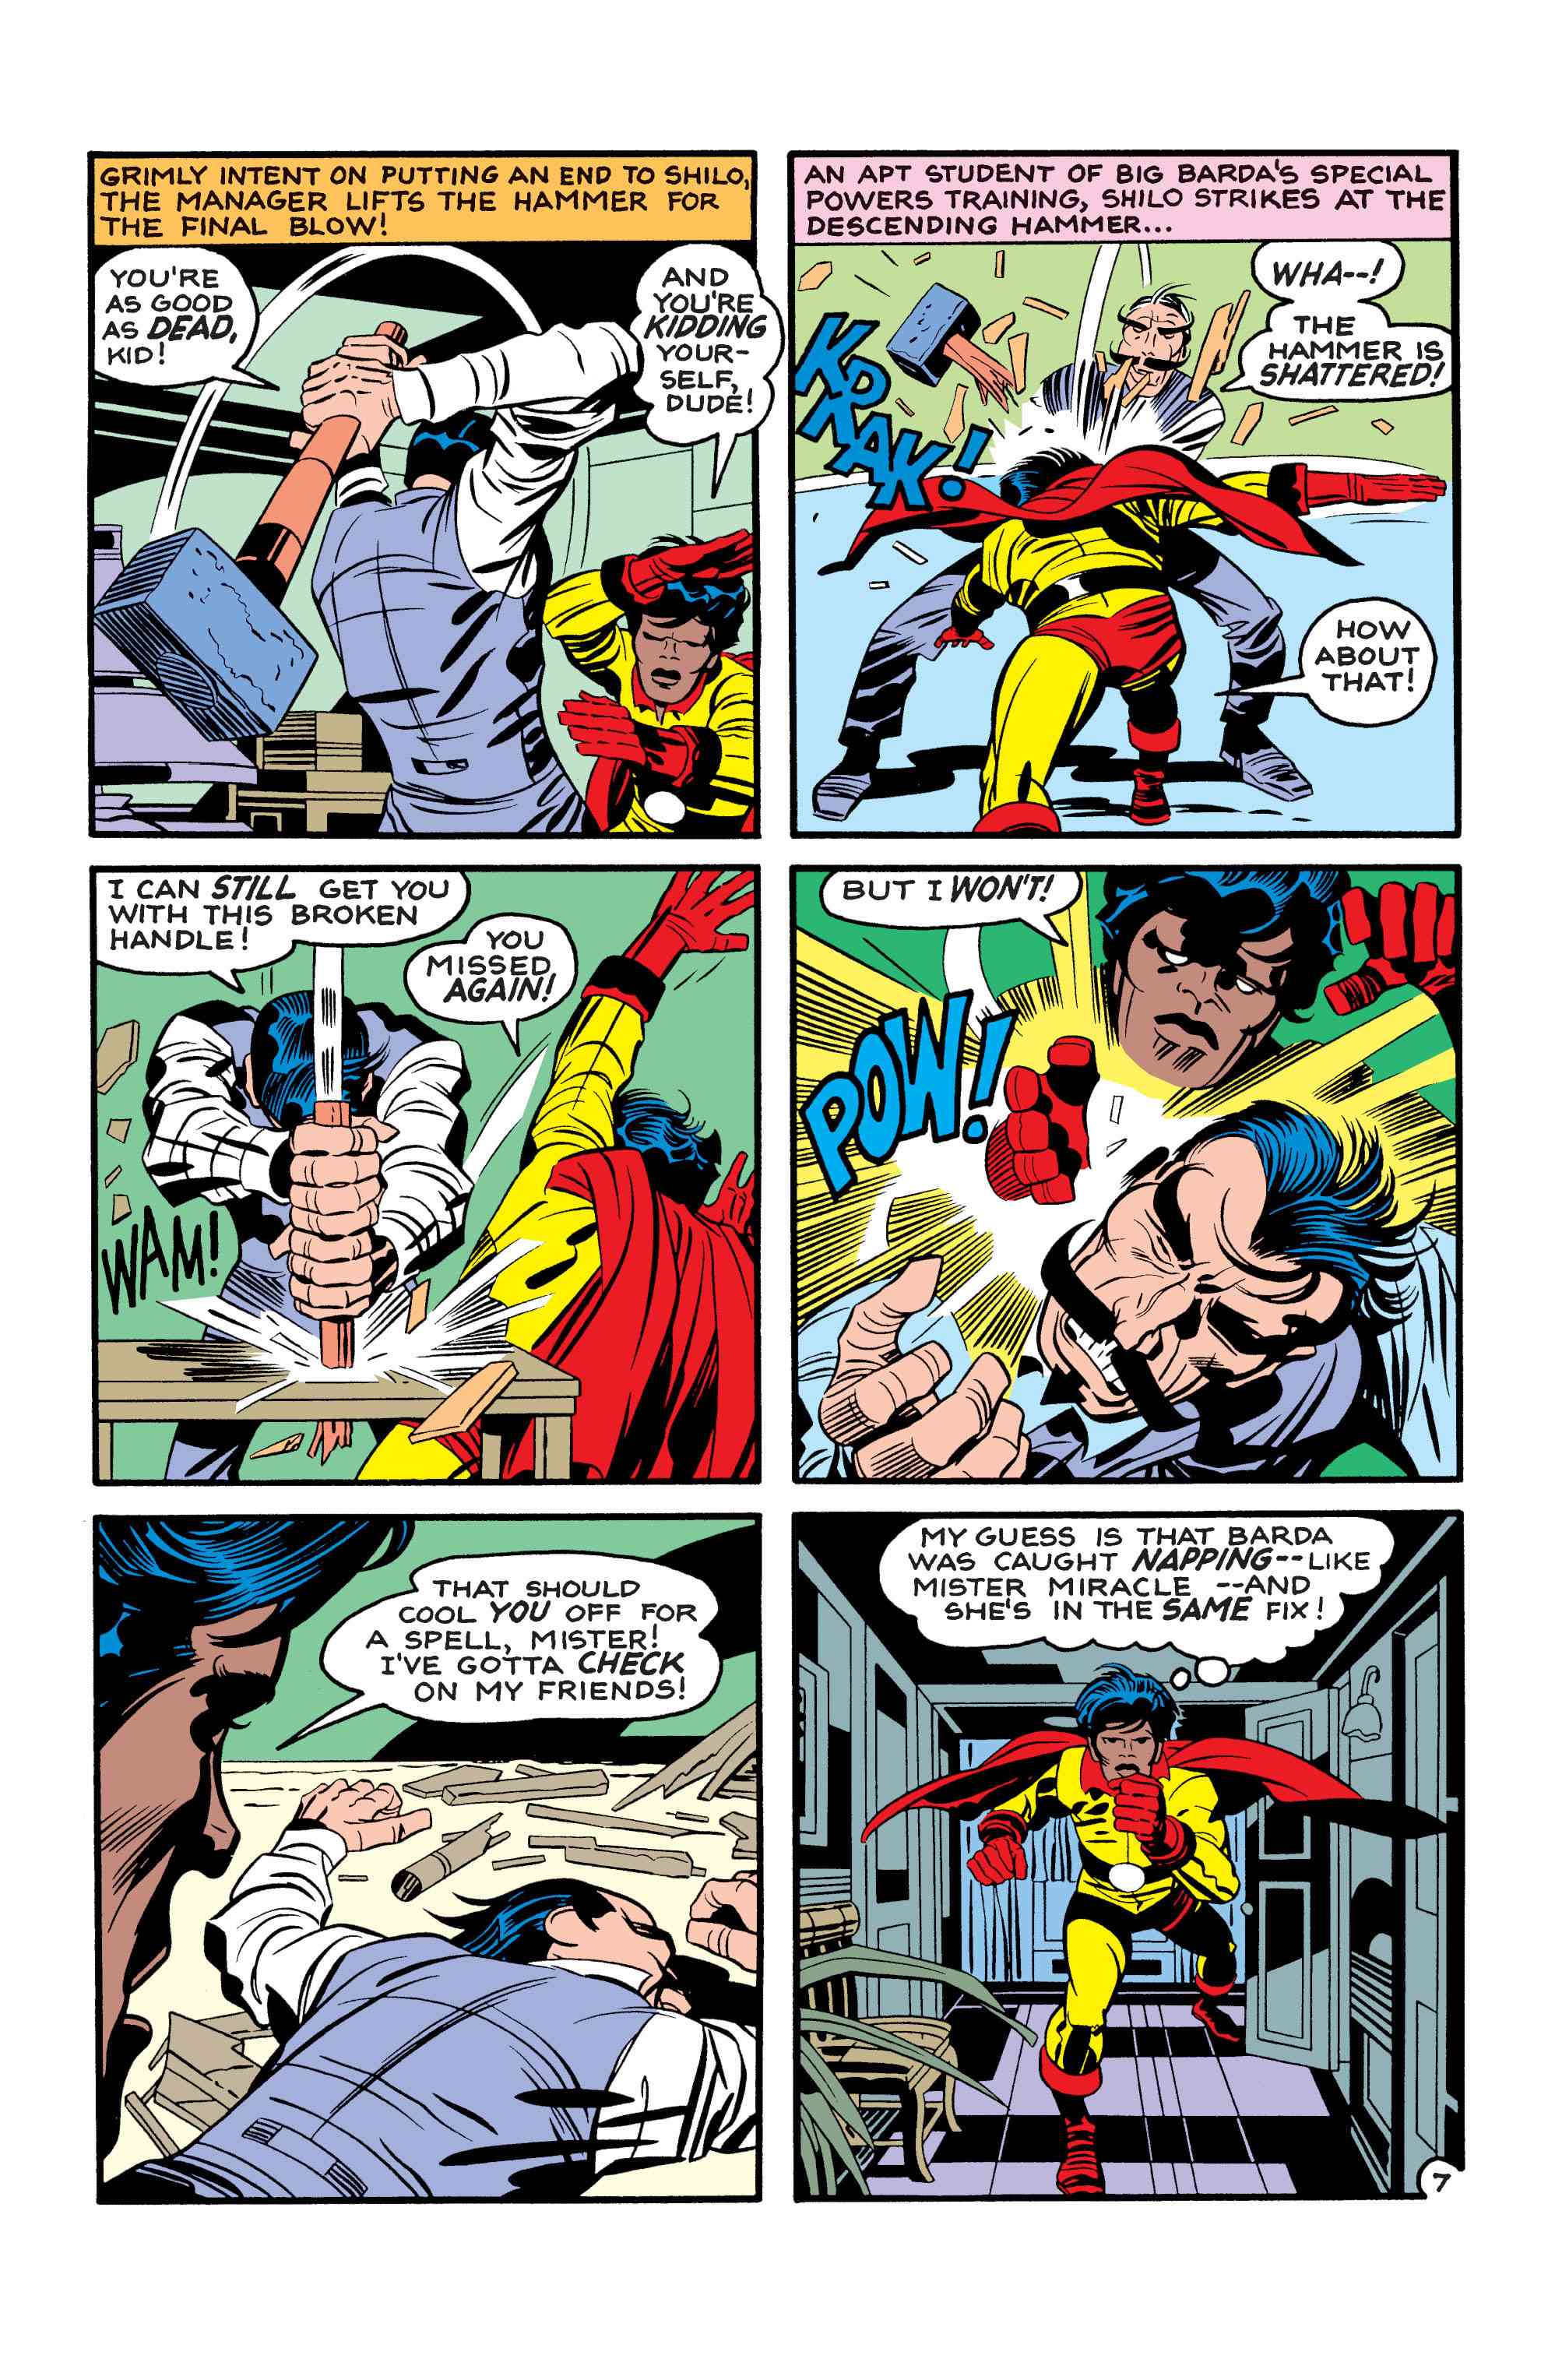 GRIMLY INTENT ON PUTTING AN END TO SHILO,
THE MANAGER LIFTS THE HAMMER FOR
THE FINAL BLOW!
YOU'RE
AS GOOD
AS DEAD,
KID!
AND
YOU'RE
KIDDING
YOUR-
SELF,
DUDE!
AN APT STUDENT OF BIG BARDA'S SPECIAL
POWERS TRAINING, SHILO STRIKES AT THE
DESCENDING HAMMER...
KRRAK!
WHA--!
THE
HAMMER IS
SHATTERED!
HOW
ABOUT
THAT!
I CAN STILL GET YOU
WITH THIS BROKEN
HANDLE!
YOU
MISSED
AGAIN!
WAM!
BUT I WON'T!
POW!
THAT SHOULD
COOL YOU OFF FOR
A SPELL, MISTER!
I'VE GOTTA CHECK
ON MY FRIENDS!
MY GUESS IS THAT BARDA
WAS CAUGHT NAPPING--LIKE
MISTER MIRACLE --AND
SHE'S IN THE SAME FIX!
7